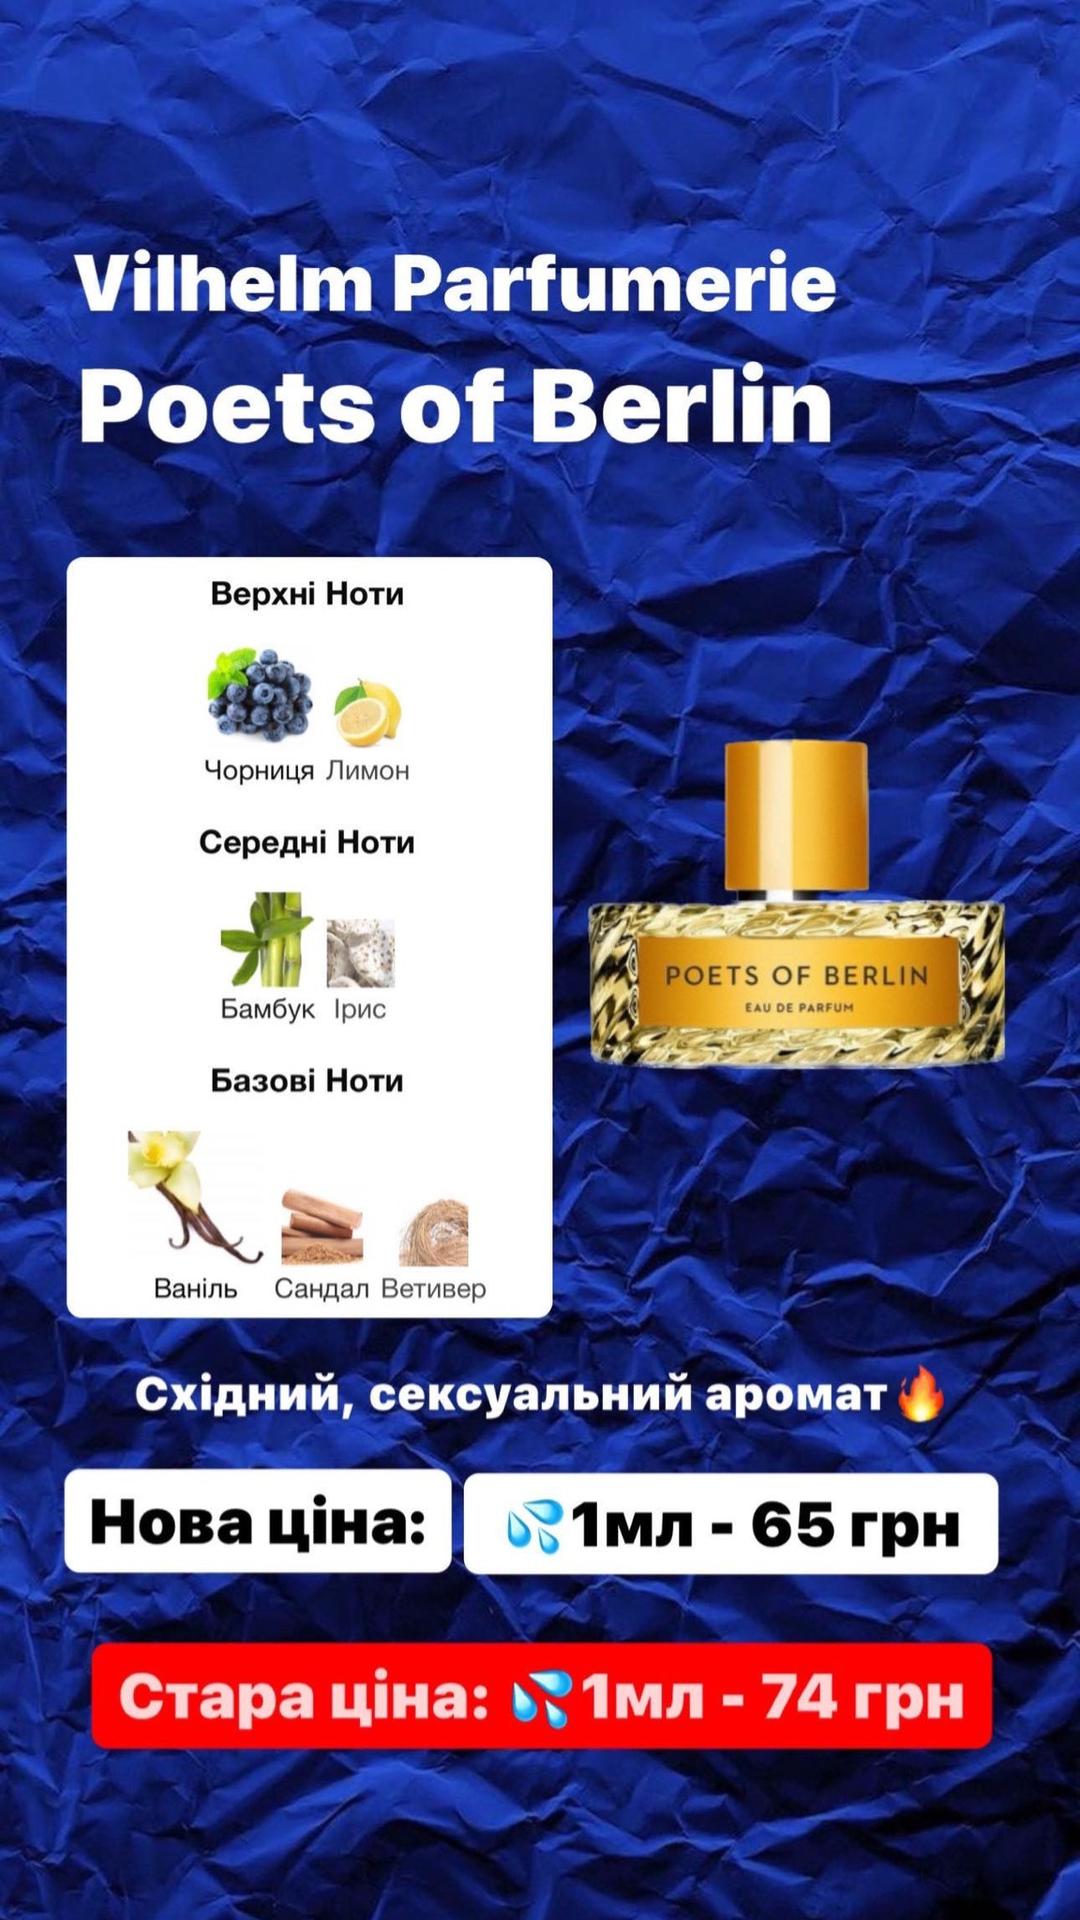 Vilhelm Parfumerie
Poets of Berlin
Верхні Ноти
Чорниця Лимон
Середні Ноти
Бамбук Ірис
Базові Ноти
Ваніль Сандал Ветивер
POETS OF BERLIN
EAU DE PARFUM
Східний, сексуальний аромат🔥
Нова ціна: 💦1мл - 65 грн
Стара ціна: 💦1мл - 74 грн